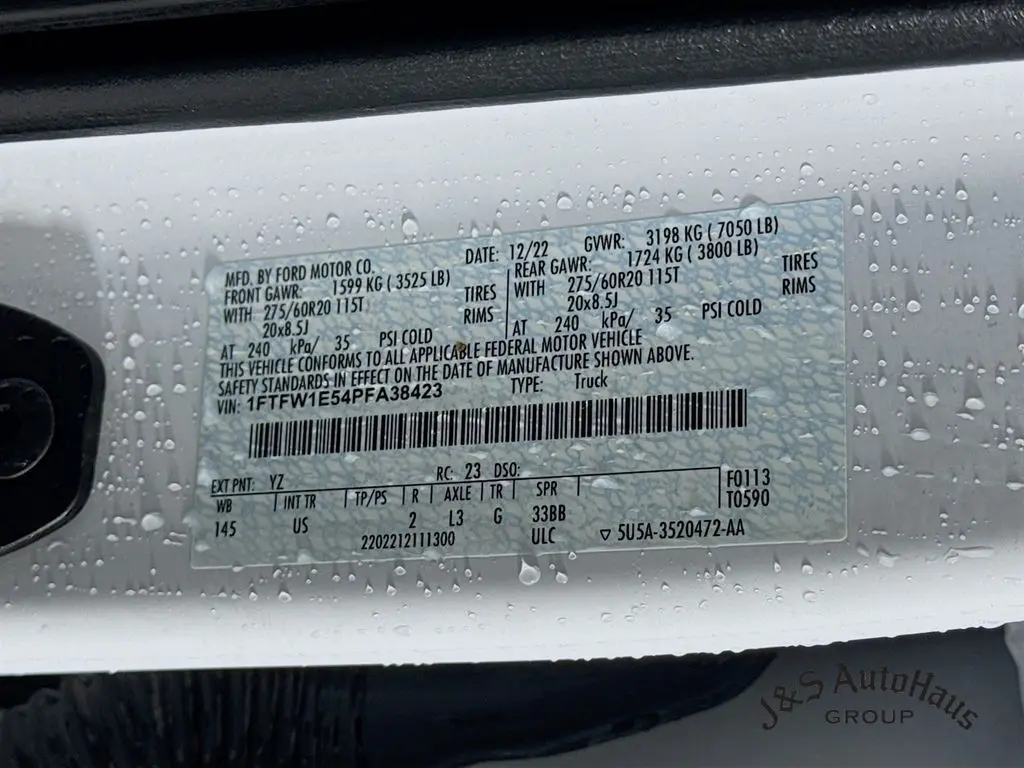 MFD. BY FORD MOTOR CO.
DATE: 12/22
GVWR: 3198 KG ( 7050 LB)
FRONT GAWR: 1599 KG ( 3525 LB)
REAR GAWR: 1724 KG ( 3800 LB)
WITH 275/60R20 115T TIRES
WITH 275/60R20 115T TIRES
20x8.5J RIMS
20x8.5J RIMS
AT 240 kPa/ 35 PSI COLD
AT 240 kPa/ 35 PSI COLD
THIS VEHICLE CONFORMS TO ALL APPLICABLE FEDERAL MOTOR VEHICLE
SAFETY STANDARDS IN EFFECT ON THE DATE OF MANUFACTURE SHOWN ABOVE.
VIN: 1FTFW1E54PFA38423
TYPE: Truck
EXT PNT: YZ
RC: 23 DSO:
F0113
WB INT TR TP/PS R AXLE TR SPR
T0590
145 US 2 L3 G 33BB
2202212111300
ULC
▽ 5U5A-3520472-AA
J&S AutoHaus
GROUP